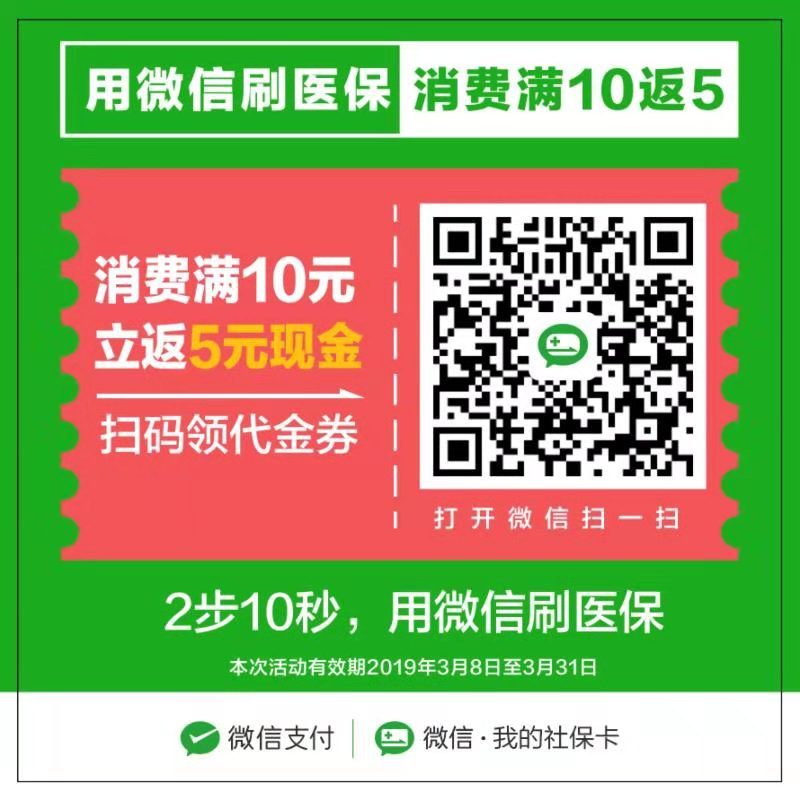 用微信刷医保 消费满10返5
消费满10元
立返5元现金
扫码领代金券
打开微信扫一扫
2步10秒，用微信刷医保
本次活动有效期2019年3月8日至3月31日
微信支付 微信·我的社保卡